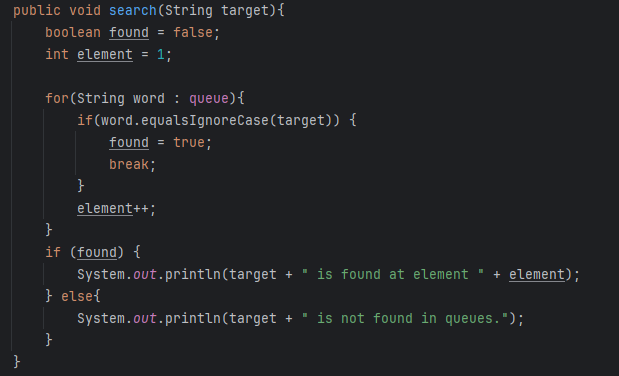 public void search(String target){
boolean found = false;
int element = 1;
for(String word : queue){
if(word.equalsIgnoreCase(target)) {
found = true;
break;
}
element++;
}
if (found) {
System.out.println(target + " is found at element " + element);
} else{
System.out.println(target + " is not found in queues.");
}
}